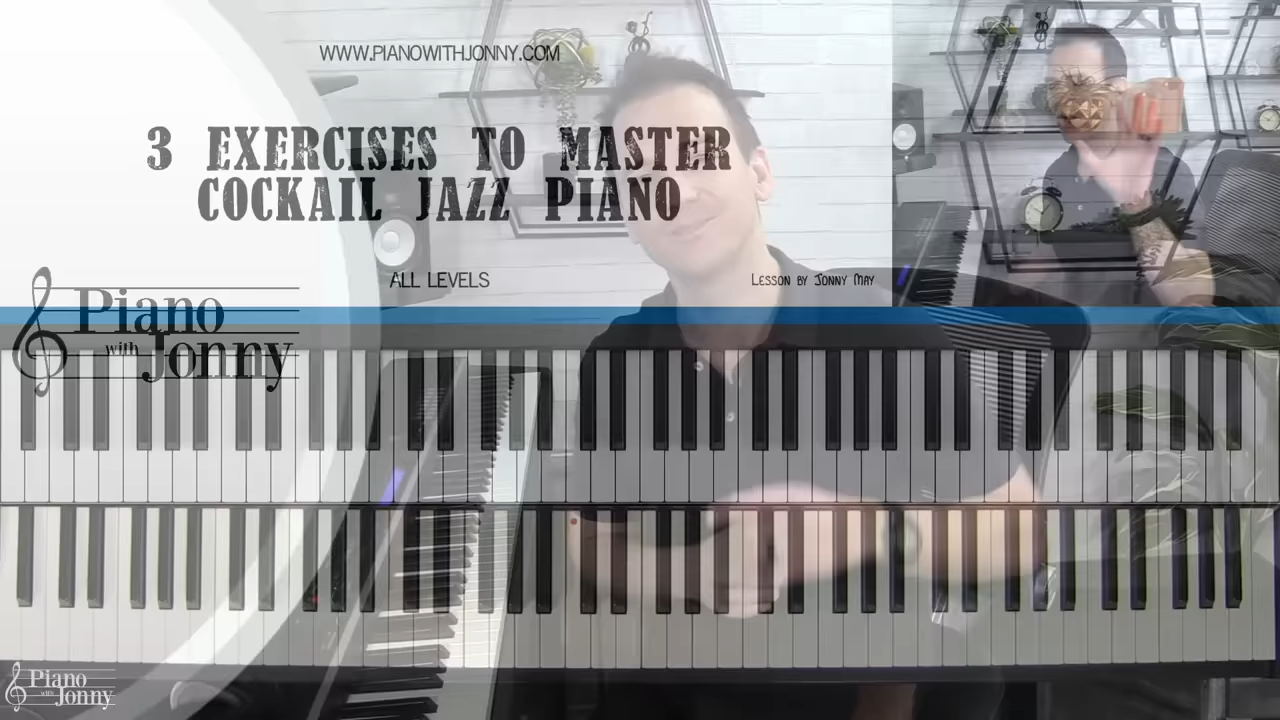 WWW.PIANOWITHJONNY.COM
3 EXERCISES TO MASTER
COCKAIL JAZZ PIANO
ALL LEVELS
LESSON BY JONNY MAY
Piano
with
Jonny
Piano
with
Jonny